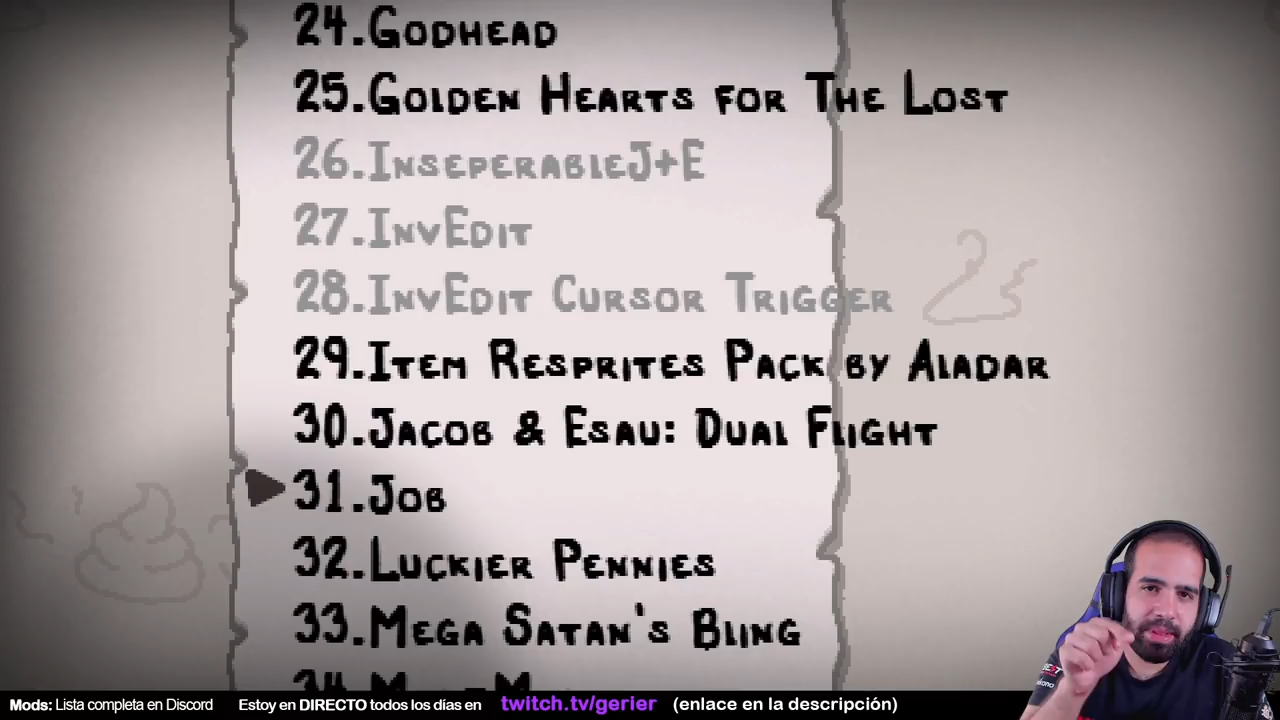 24.Godhead
25.Golden Hearts for The Lost
26.InseperableJ+E
27.InvEdit
28.InvEdit Cursor Trigger
29.Item Resprites Pack by Aladar
30.Jacob & Esau: Dual Flight
31.Job
32.Luckier Pennies
33.Mega Satan's Bling
Mods: Lista completa en Discord Estoy en DIRECTO todos los días en twitch.tv/gerier (enlace en la descripción)